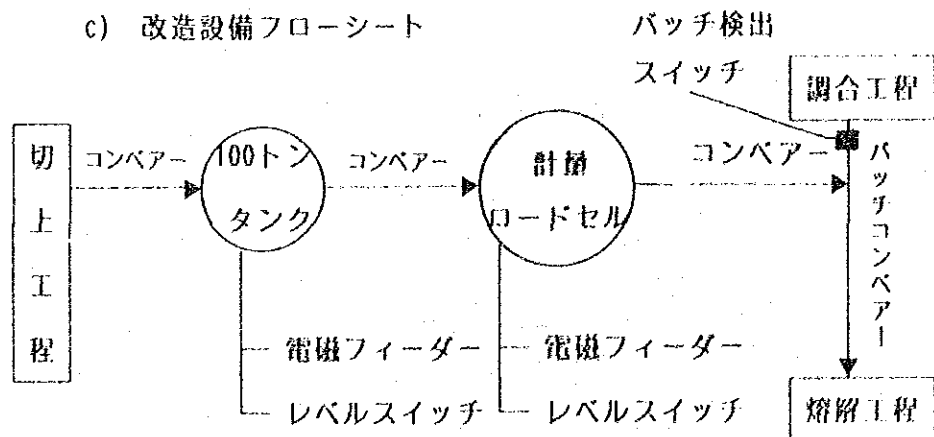 c) 改造設備フローシート
バッチ検出
スイッチ
調合工程
切上工程
コンベアー
100トン
タンク
コンベアー
計量
ロードセル
コンベアー
バッチコンベアー
電磁フィーダー
レベルスイッチ
電磁フィーダー
レベルスイッチ
熔解工程